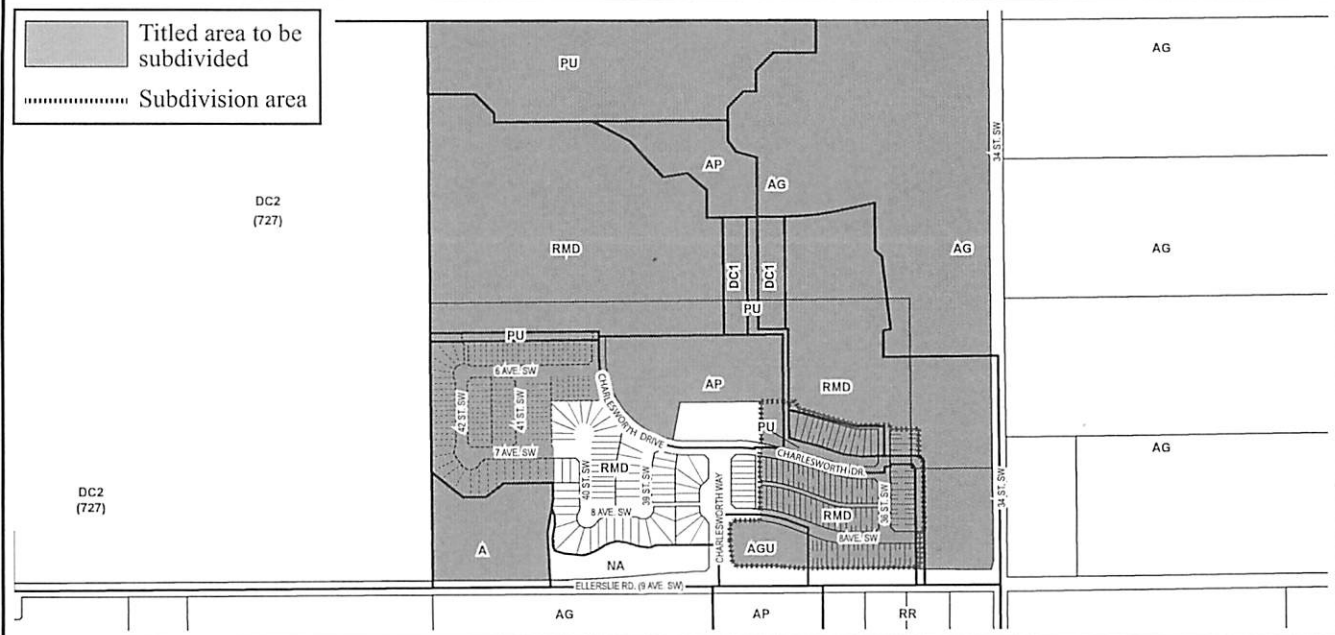 Titled area to be
subdivided
Subdivision area
PU
AG
AP
AG
34 ST. SW
DC2
(727)
RMD
DC1
DC1
AG
AG
PU
PU
6 AVE. SW
42 ST. SW
41 ST. SW
7 AVE. SW
CHARLESWORTH DRIVE
AP
RMD
PU
CHARLESWORTH DR.
AG
DC2
(727)
RMD
40 ST. SW
39 ST. SW
8 AVE. SW
CHARLESWORTH WAY
RMD
36 ST. SW
8AVE. SW
34 ST. SW
A
NA
AGU
ELLERSLIE RD. (9 AVE. SW)
AG
AP
RR